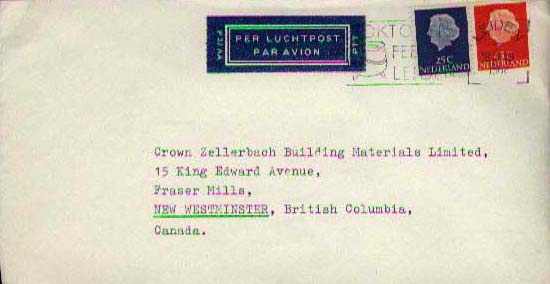 PER LUCHTPOST
PAR AVION
PTT
25C
NEDERLAND
NEDERLAND
LEIDEN
Crown Zellerbach Building Materials Limited,
15 King Edward Avenue,
Fraser Mills,
NEW WESTMINSTER, British Columbia,
Canada.